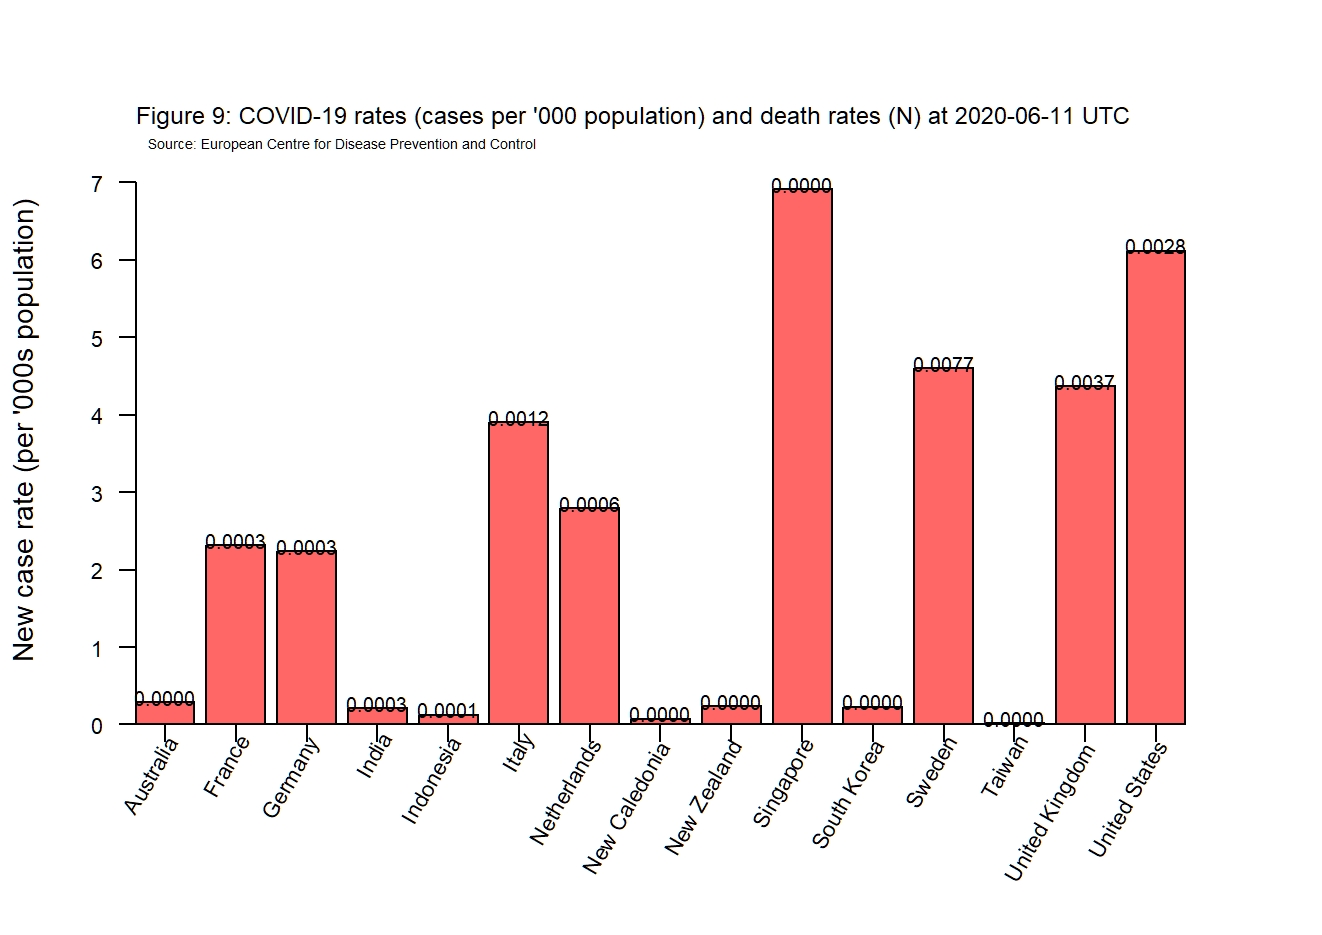 Figure 9: COVID-19 rates (cases per '000 population) and death rates (N) at 2020-06-11 UTC
Source: European Centre for Disease Prevention and Control
New case rate (per '000s population)
7
6
5
4
3
2
1
0
0.0000
0.0003
0.0003
0.0003
0.0001
0.0012
0.0006
0.0000
0.0000
0.0000
0.0000
0.0077
0.0000
0.0037
0.0028
Australia
France
Germany
India
Indonesia
Italy
Netherlands
New Caledonia
New Zealand
Singapore
South Korea
Sweden
Taiwan
United Kingdom
United States